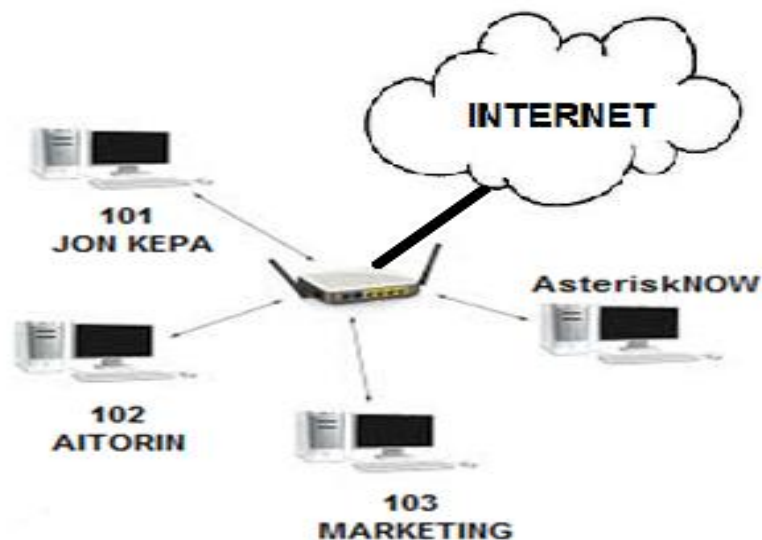 INTERNET
101
JON KEPA
AsteriskNOW
102
AITORIN
103
MARKETING